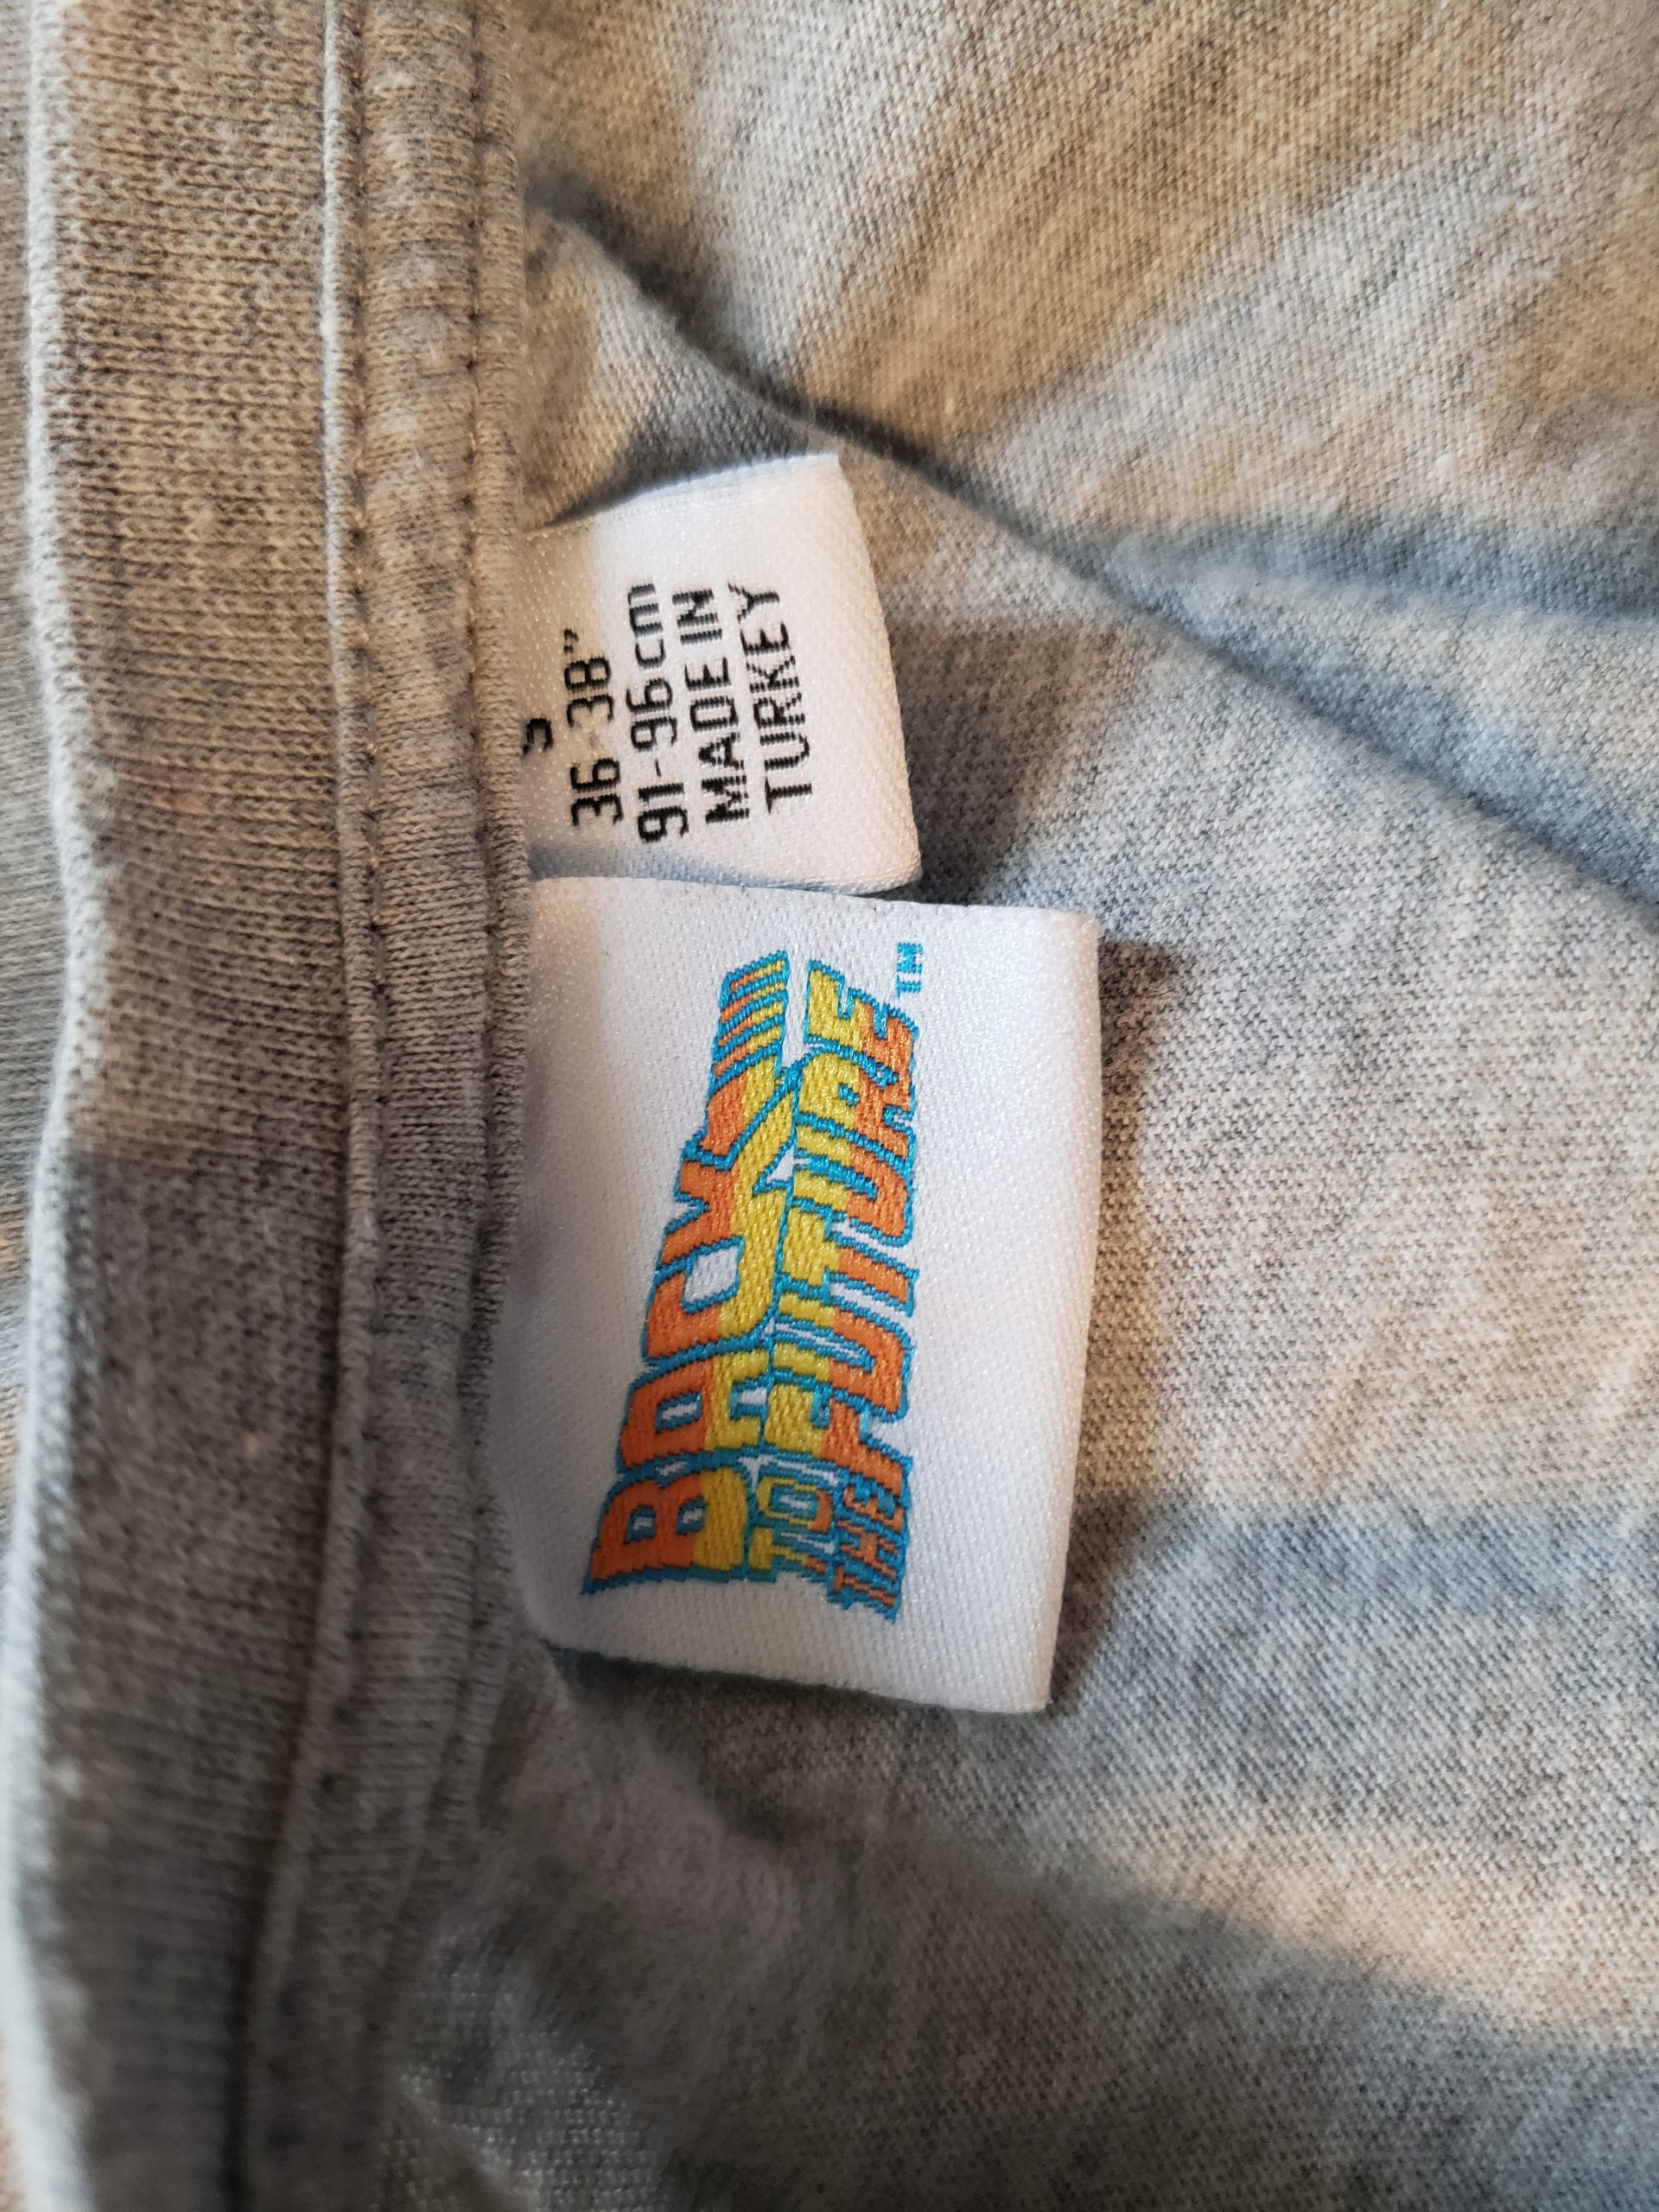 S
36-38"
91-96cm
MADE IN
TURKEY
BACK
TO
THE
FUTURE
TM